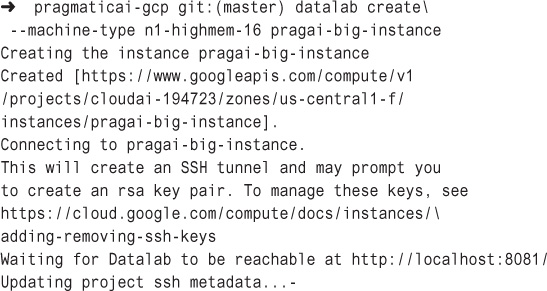 ➜  pragmaticai-gcp git:(master) datalab create\
 --machine-type n1-highmem-16 pragai-big-instance
Creating the instance pragai-big-instance
Created [https://www.googleapis.com/compute/v1
/projects/cloudai-194723/zones/us-central1-f/
instances/pragai-big-instance].
Connecting to pragai-big-instance.
This will create an SSH tunnel and may prompt you
to create an rsa key pair. To manage these keys, see
https://cloud.google.com/compute/docs/instances/\
adding-removing-ssh-keys
Waiting for Datalab to be reachable at http://localhost:8081/
Updating project ssh metadata...-